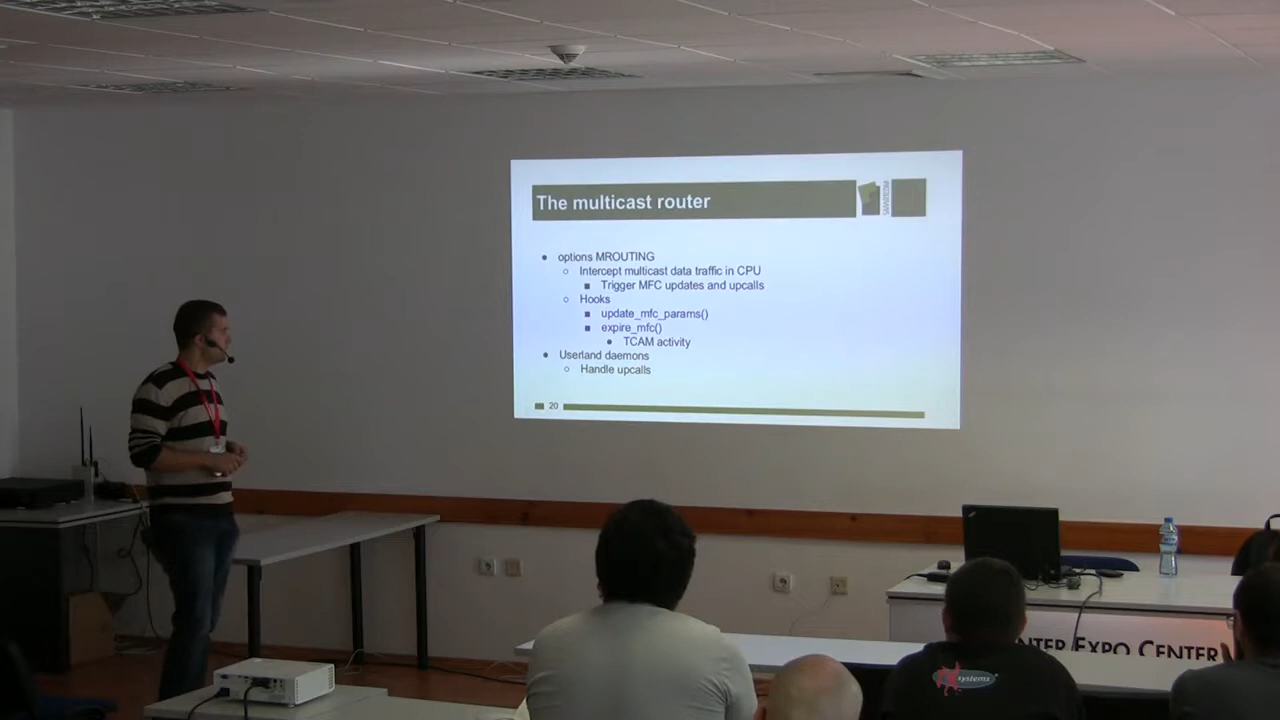 The multicast router
options MROUTING
Intercept multicast data traffic in CPU
Trigger MFC updates and upcalls
Hooks
update_mfc_params()
expire_mfc()
TCAM activity
Userland daemons
Handle upcalls
20
NTER EXPO CENTER
systems